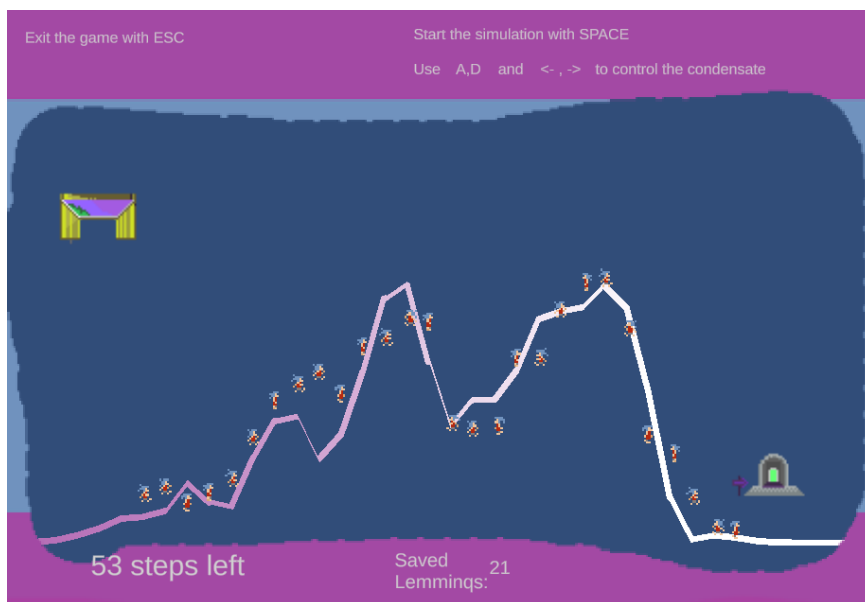 Exit the game with ESC
Start the simulation with SPACE
Use A,D and <- , -> to control the condensate
53 steps left
Saved Lemmings: 21